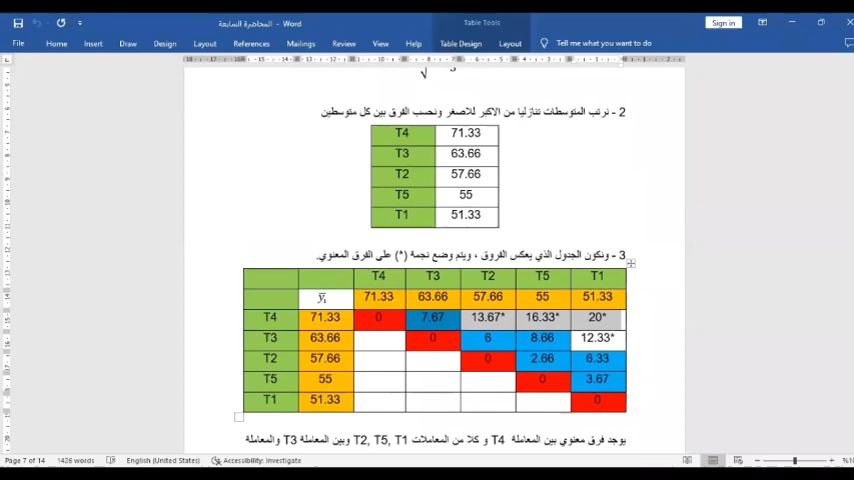 المحاضرة السابعة - Word
Table Tools
Sign in
File Home Insert Draw Design Layout References Mailings Review View Help Table Design Layout Tell me what you want to do
2 - نرتب المتوسطات تنازليا من الاكبر للاصغر ونحسب الفرق بين كل متوسطين
T4 71.33
T3 63.66
T2 57.66
T5 55
T1 51.33
3 - ونكون الجدول الذي يعكس الفروق ، ويتم وضع نجمة (*) على الفرق المعنوي.
T4 T3 T2 T5 T1
71.33 63.66 57.66 55 51.33
T4 71.33 0 7.67 13.67* 16.33* 20*
T3 63.66 0 6 8.66 12.33*
T2 57.66 0 2.66 6.33
T5 55 0 3.67
T1 51.33 0
يوجد فرق معنوي بين المعاملة T4 و كلا من المعاملات T2, T5, T1 وبين المعاملة T3 والمعاملة
Page 7 of 14 1426 words English (United States) Accessibility: Investigate